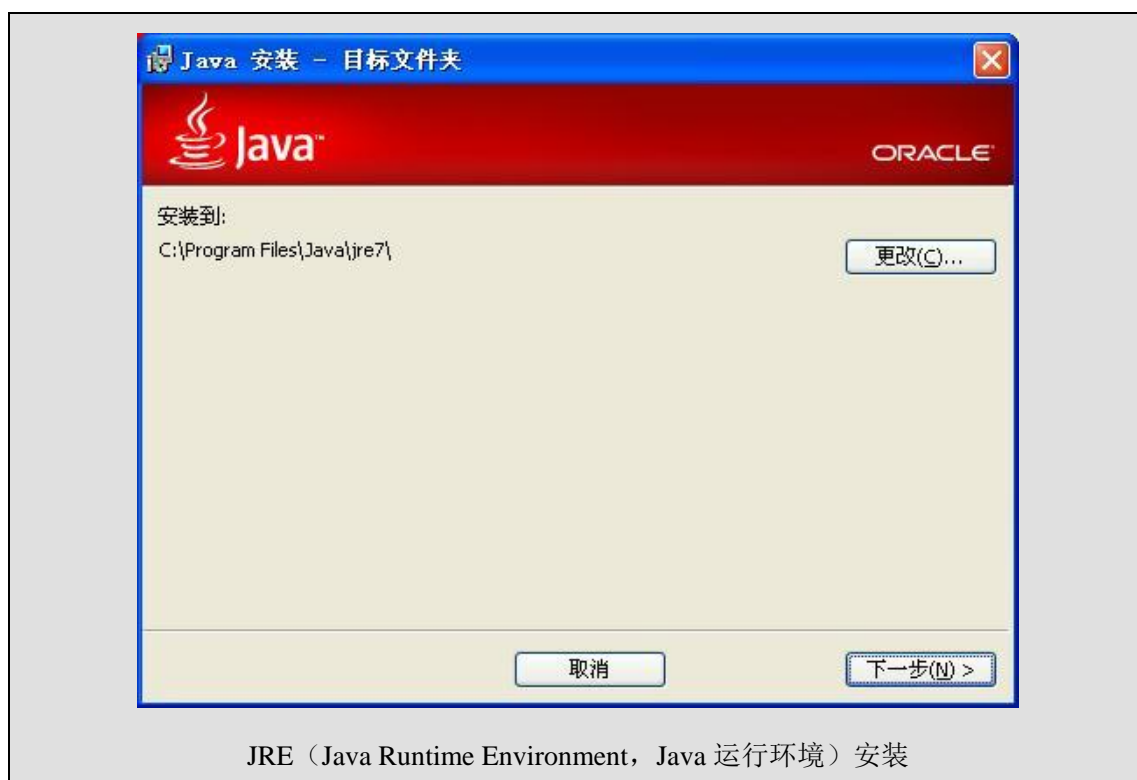 Java 安装 - 目标文件夹
Java™
ORACLE
安装到:
C:\Program Files\Java\jre7\
更改(C)...
取消
下一步(N) >
JRE（Java Runtime Environment，Java 运行环境）安装